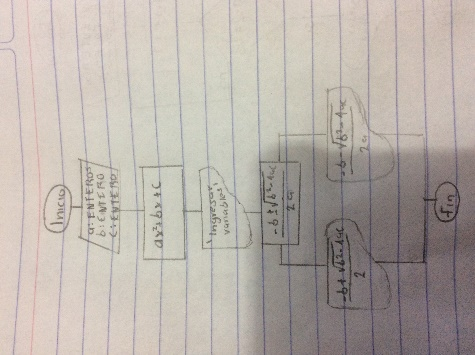 Inicio
a: ENTERO
b: ENTERO
c: ENTERO
ax²+bx+c
Ingresar
variables
-b±√b²-4ac
2a
-b+√b²-4ac
2
-b-√b²-4ac
2a
Fin